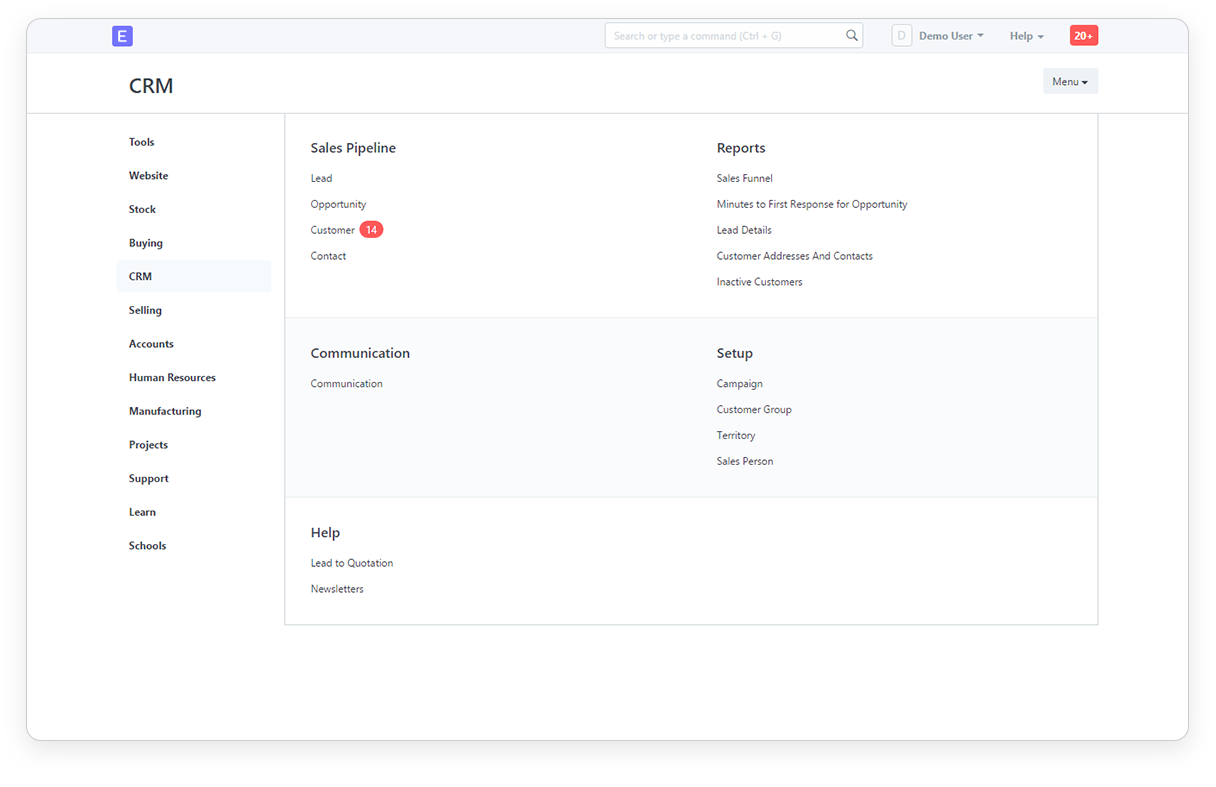 E
Search or type a command (Ctrl + G)
D
Demo User
Help
20+
CRM
Menu
Tools
Website
Stock
Buying
CRM
Selling
Accounts
Human Resources
Manufacturing
Projects
Support
Learn
Schools
Sales Pipeline
Lead
Opportunity
Customer 14
Contact
Reports
Sales Funnel
Minutes to First Response for Opportunity
Lead Details
Customer Addresses And Contacts
Inactive Customers
Communication
Communication
Setup
Campaign
Customer Group
Territory
Sales Person
Help
Lead to Quotation
Newsletters